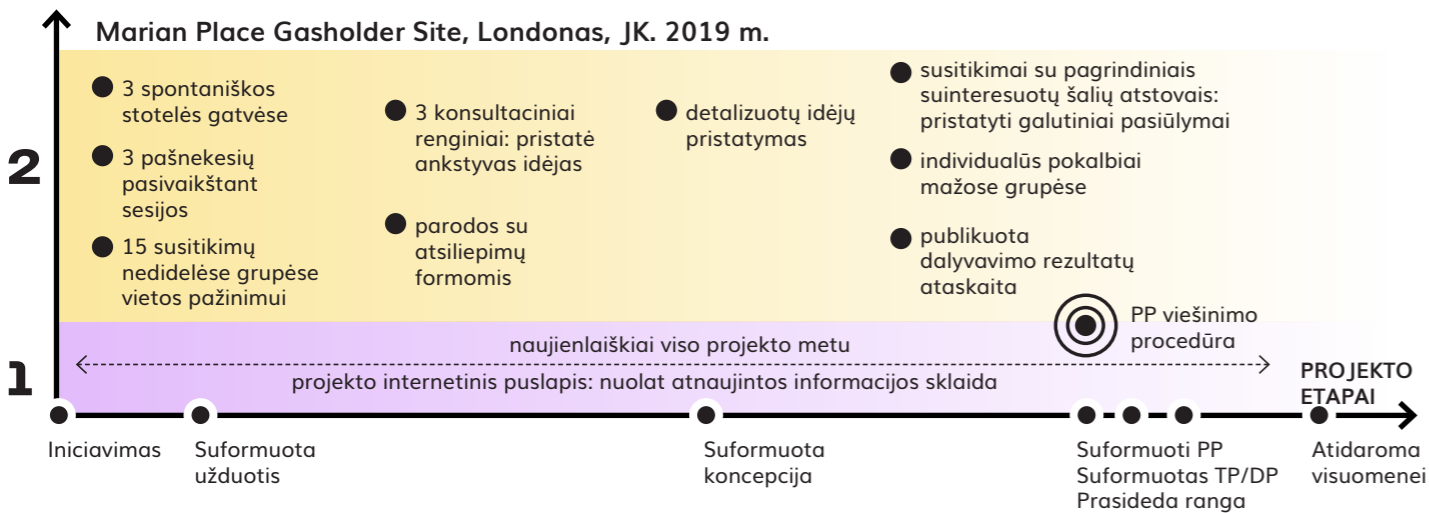 Marian Place Gasholder Site, Londonas, JK. 2019 m.
2
3 spontaniškos
stotelės gatvėse
3 pašnekesių
pasivaikštant
sesijos
15 susitikimų
nedidelėse grupėse
vietos pažinimui
3 konsultaciniai
renginiai: pristatė
ankstyvas idėjas
parodos su
atsiliepimų
formomis
detalizuotų idėjų
pristatymas
susitikimai su pagrindiniais
suinteresuotų šalių atstovais:
pristatyti galutiniai pasiūlymai
individualūs pokalbiai
mažose grupėse
publikuota
dalyvavimo rezultatų
ataskaita
PP viešinimo
procedūra
1
naujienlaiškiai viso projekto metu
projekto internetinis puslapis: nuolat atnaujintos informacijos sklaida
PROJEKTO
ETAPAI
Iniciavimas
Suformuota
užduotis
Suformuota
koncepcija
Suformuoti PP
Suformuotas TP/DP
Prasideda ranga
Atidaroma
visuomenei